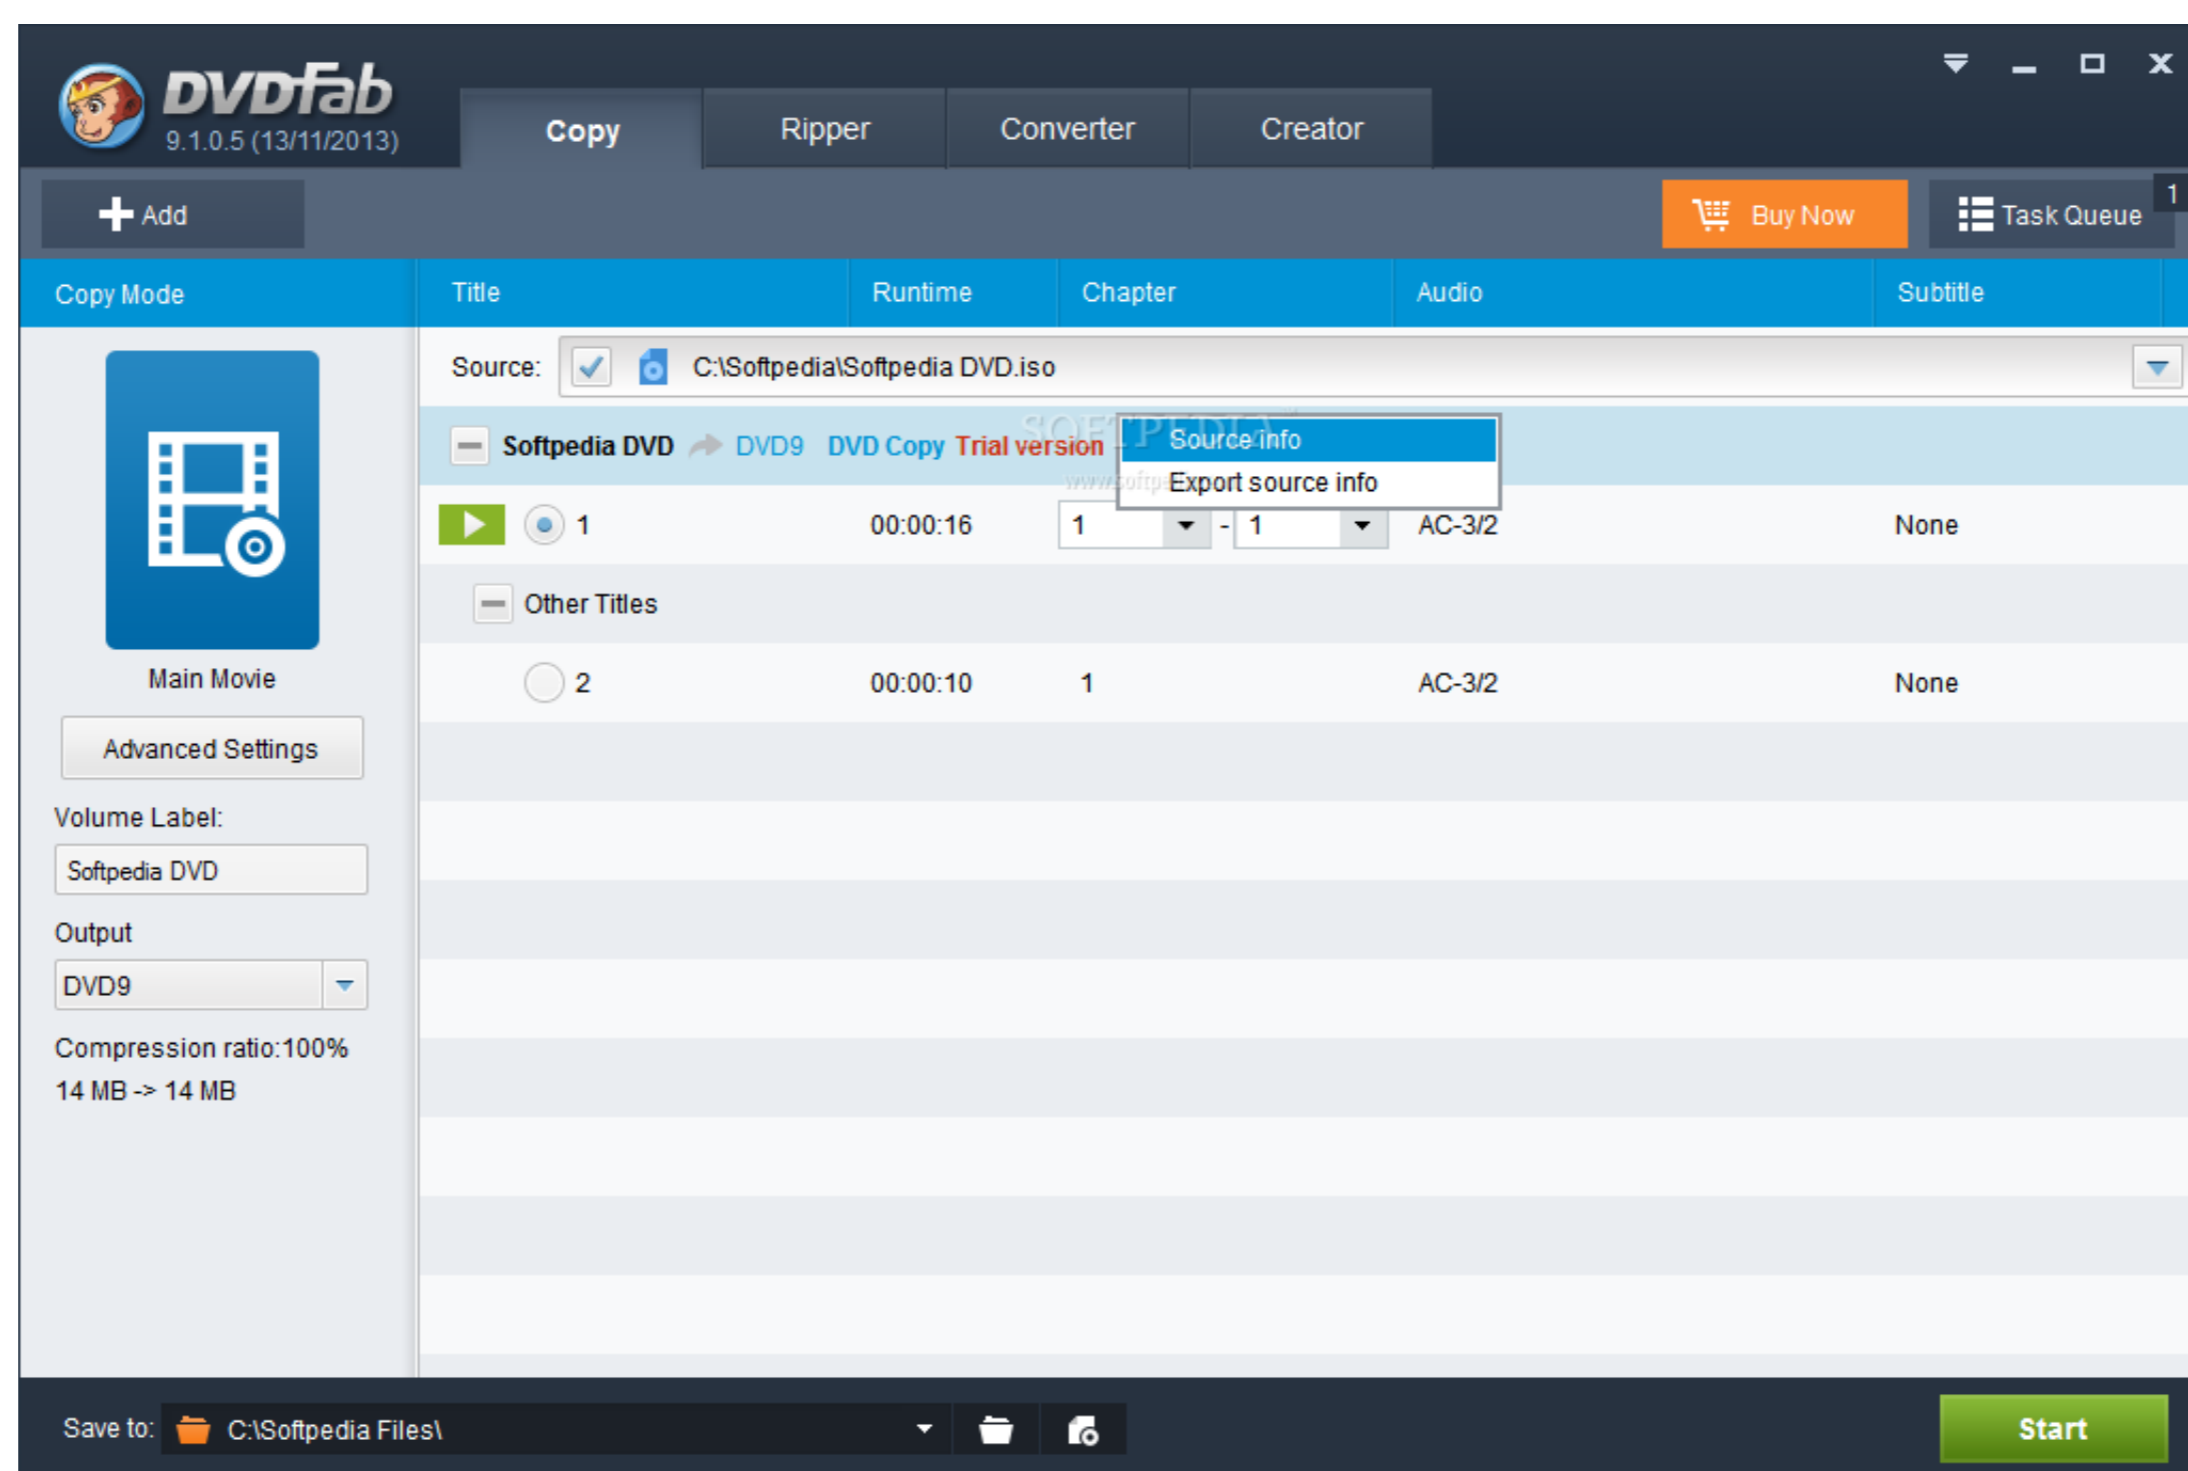 DVDFab
9.1.0.5 (13/11/2013)
Copy Ripper Converter Creator
Add Buy Now Task Queue 1
Copy Mode Title Runtime Chapter Audio Subtitle
Source: C:\Softpedia\Softpedia DVD.iso
Softpedia DVD DVD9 DVD Copy Trial version
SOFTPEDIA
Source info
Export source info
1 00:00:16 1 - 1 AC-3/2 None
Other Titles
2 00:00:10 1 AC-3/2 None
Main Movie
Advanced Settings
Volume Label:
Softpedia DVD
Output
DVD9
Compression ratio:100%
14 MB -> 14 MB
Save to: C:\Softpedia Files\
Start